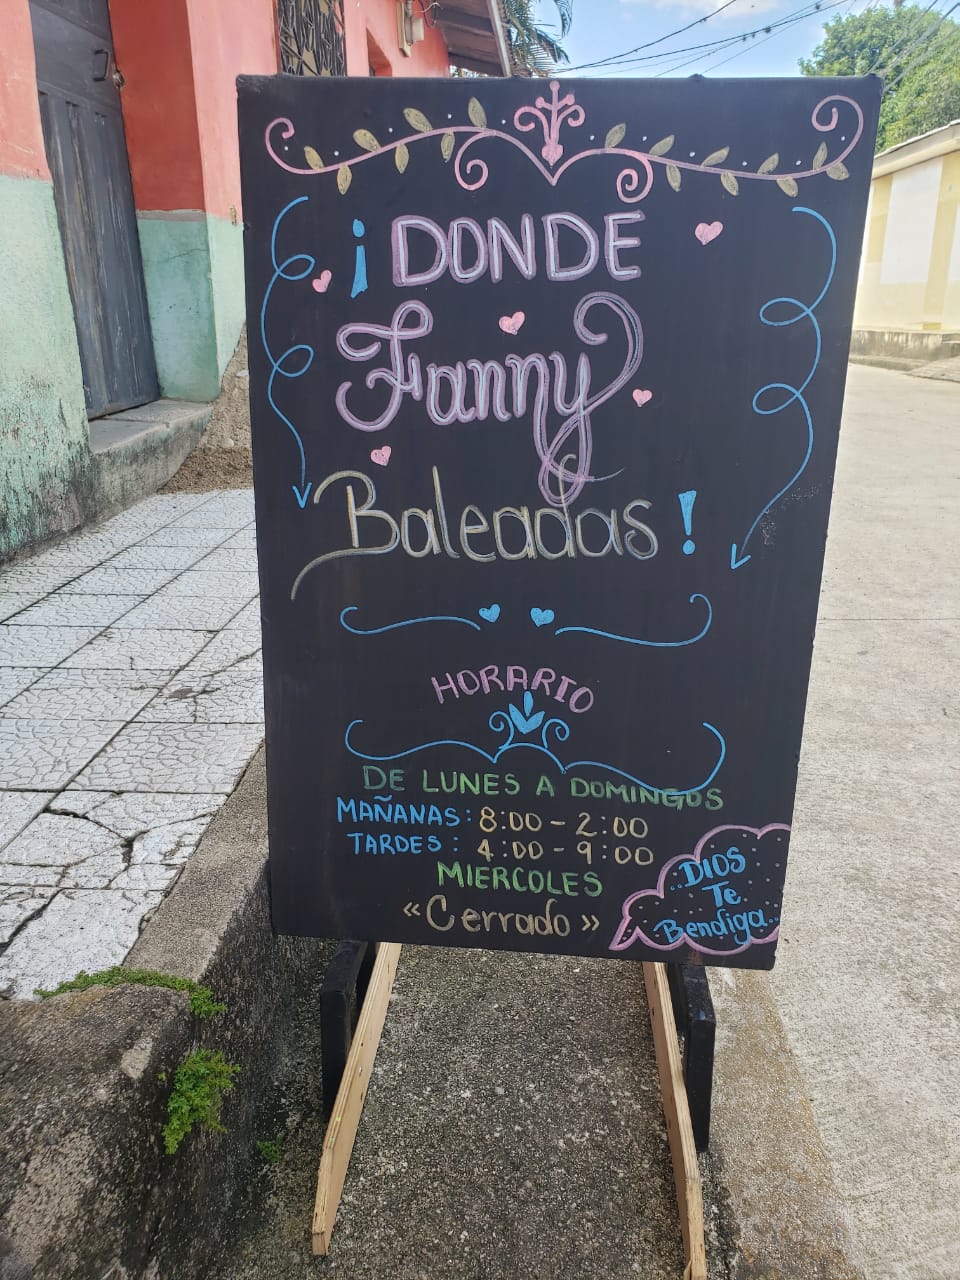 ¡DONDE
Fanny
Baleadas!
HORARIO
DE LUNES A DOMINGOS
MAÑANAS: 8:00 - 2:00
TARDES: 4:00 - 9:00
MIERCOLES
«Cerrado»
DIOS
Te
Bendiga..